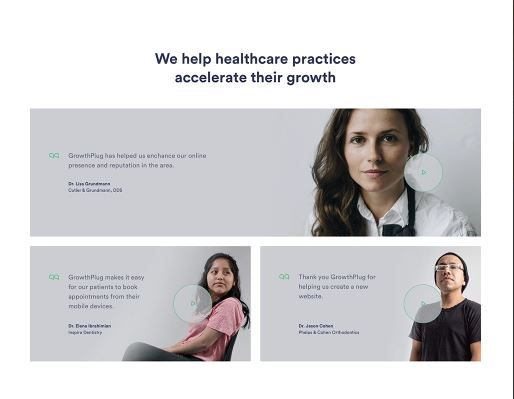 We help healthcare practices
accelerate their growth
GrowthPlug has helped us enchance our online
presence and reputation in the area.
Dr. Lisa Grundmann
Cutler & Grundmann, DDS
GrowthPlug makes it easy
for our patients to book
appointments from their
mobile devices.
Dr. Elena Ibrahimian
Inspire Dentistry
Thank you GrowthPlug for
helping us create a new
website.
Dr. Jason Cohen
Phelps & Cohen Orthodontics